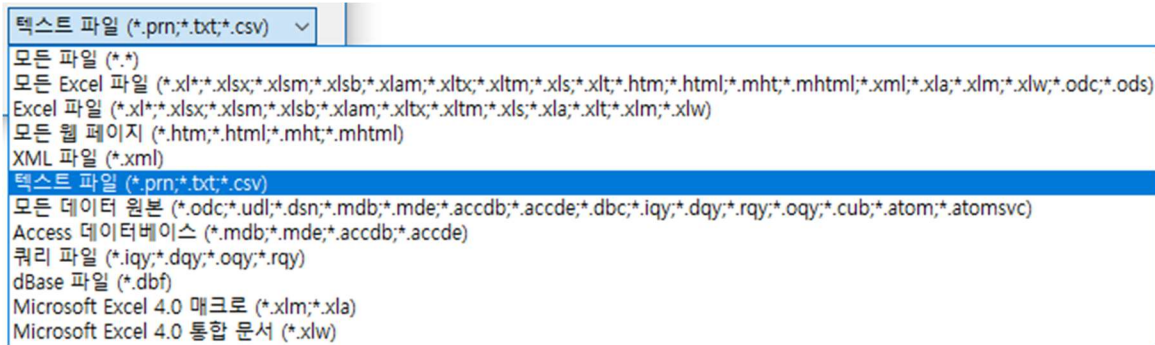 텍스트 파일 (*.prn;*.txt;*.csv)
모든 파일 (*.*)
모든 Excel 파일 (*.xl*;*.xlsx;*.xlsm;*.xlsb;*.xlam;*.xltx;*.xltm;*.xls;*.xlt;*.htm;*.html;*.mht;*.mhtml;*.xml;*.xla;*.xlm;*.xlw;*.odc;*.ods)
Excel 파일 (*.xl*;*.xlsx;*.xlsm;*.xlsb;*.xlam;*.xltx;*.xltm;*.xls;*.xla;*.xlt;*.xlm;*.xlw)
모든 웹 페이지 (*.htm;*.html;*.mht;*.mhtml)
XML 파일 (*.xml)
텍스트 파일 (*.prn;*.txt;*.csv)
모든 데이터 원본 (*.odc;*.udl;*.dsn;*.mdb;*.mde;*.accdb;*.accde;*.dbc;*.iqy;*.dqy;*.rqy;*.oqy;*.cub;*.atom;*.atomsvc)
Access 데이터베이스 (*.mdb;*.mde;*.accdb;*.accde)
쿼리 파일 (*.iqy;*.dqy;*.oqy;*.rqy)
dBase 파일 (*.dbf)
Microsoft Excel 4.0 매크로 (*.xlm;*.xla)
Microsoft Excel 4.0 통합 문서 (*.xlw)